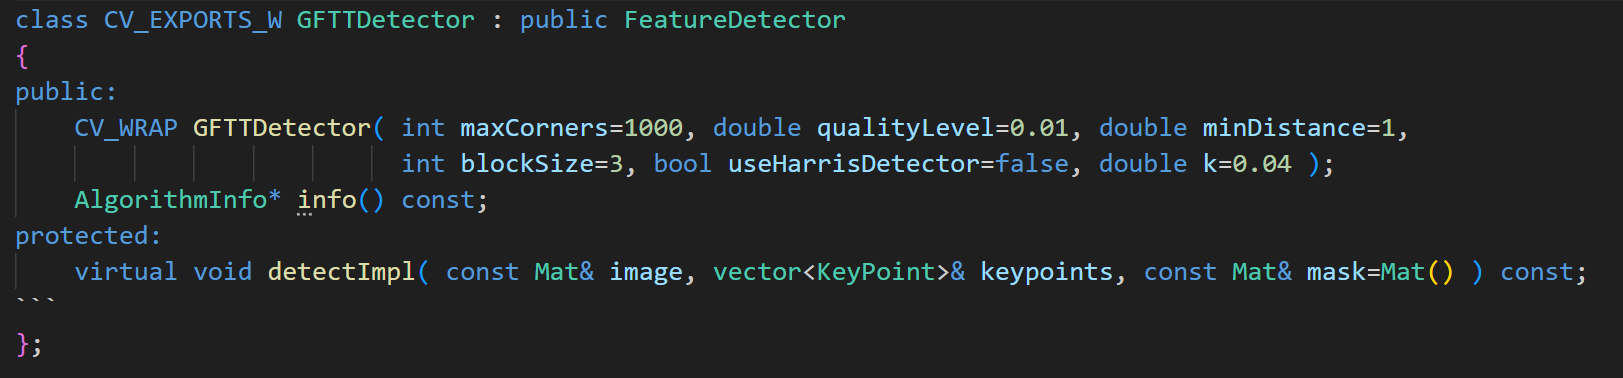 class CV_EXPORTS_W GFTTDetector : public FeatureDetector
{
public:
    CV_WRAP GFTTDetector( int maxCorners=1000, double qualityLevel=0.01, double minDistance=1,
                          int blockSize=3, bool useHarrisDetector=false, double k=0.04 );
    AlgorithmInfo* info() const;
protected:
    virtual void detectImpl( const Mat& image, vector<KeyPoint>& keypoints, const Mat& mask=Mat() ) const;
```
};